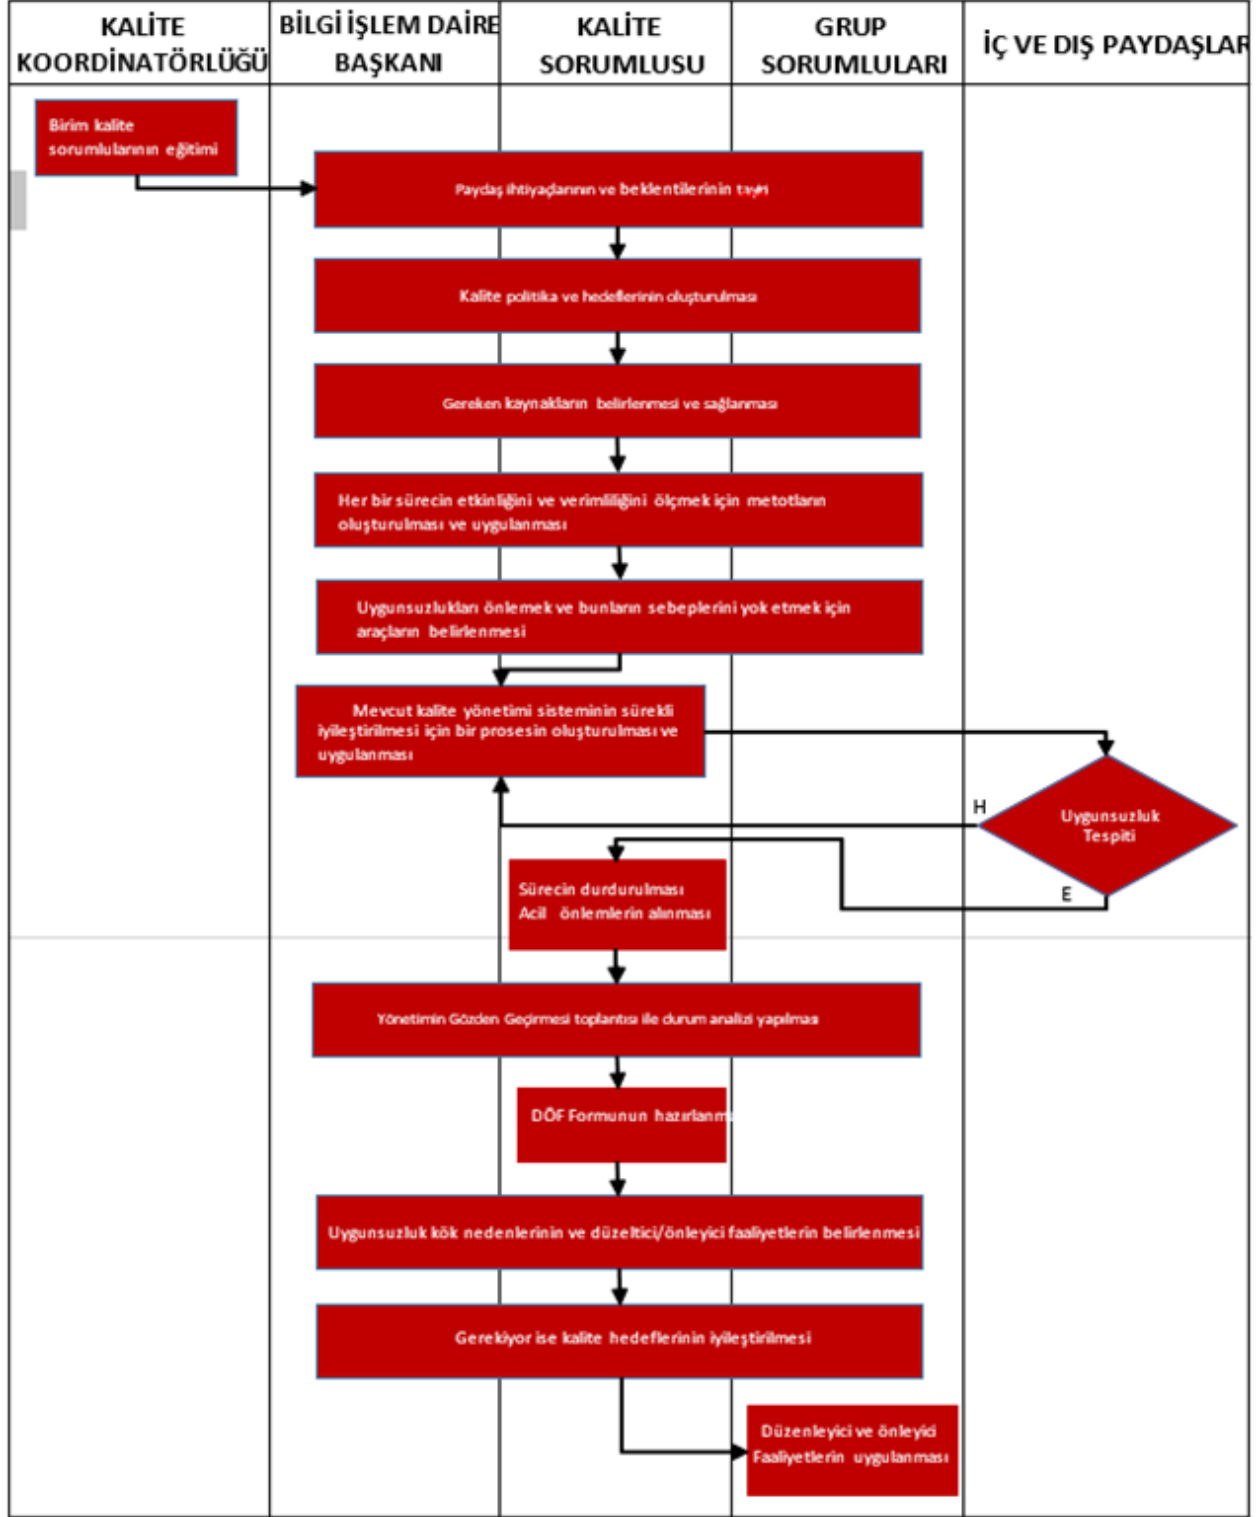 KALİTE
KOORDİNATÖRLÜĞÜ
BİLGİ İŞLEM DAİRE
BAŞKANI
KALİTE
SORUMLUSU
GRUP
SORUMLULARI
İÇ VE DIŞ PAYDAŞLAR
Birim kalite
sorumlularının eğitimi
Paydaş ihtiyaçlarının ve beklentilerinin
Kalite politika ve hedeflerinin oluşturulması
Gereken kaynakların belirlenmesi ve sağlanması
Her bir sürecin etkinliğini ve verimliliğini ölçmek için metotların
oluşturulması ve uygulanması
Uygunsuzlukları önlemek ve bunların sebeplerini yok etmek için
araçların belirlenmesi
Mevcut kalite yönetimi sisteminin sürekli
iyileştirilmesi için bir prosesin oluşturulması ve
uygulanması
H
Uygunsuzluk
Tespiti
E
Sürecin durdurulması
Acil önlemlerin alınması
Yönetimin Gözden Geçirmesi toplantısı ile durum analizi yapılması
DÖF Formunun hazırlanm
Uygunsuzluk kök nedenlerinin ve düzeltici/önleyici faaliyetlerin belirlenmesi
Gerekiyor ise kalite hedeflerinin iyileştirilmesi
Düzenleyici ve önleyici
Faaliyetlerin uygulanması